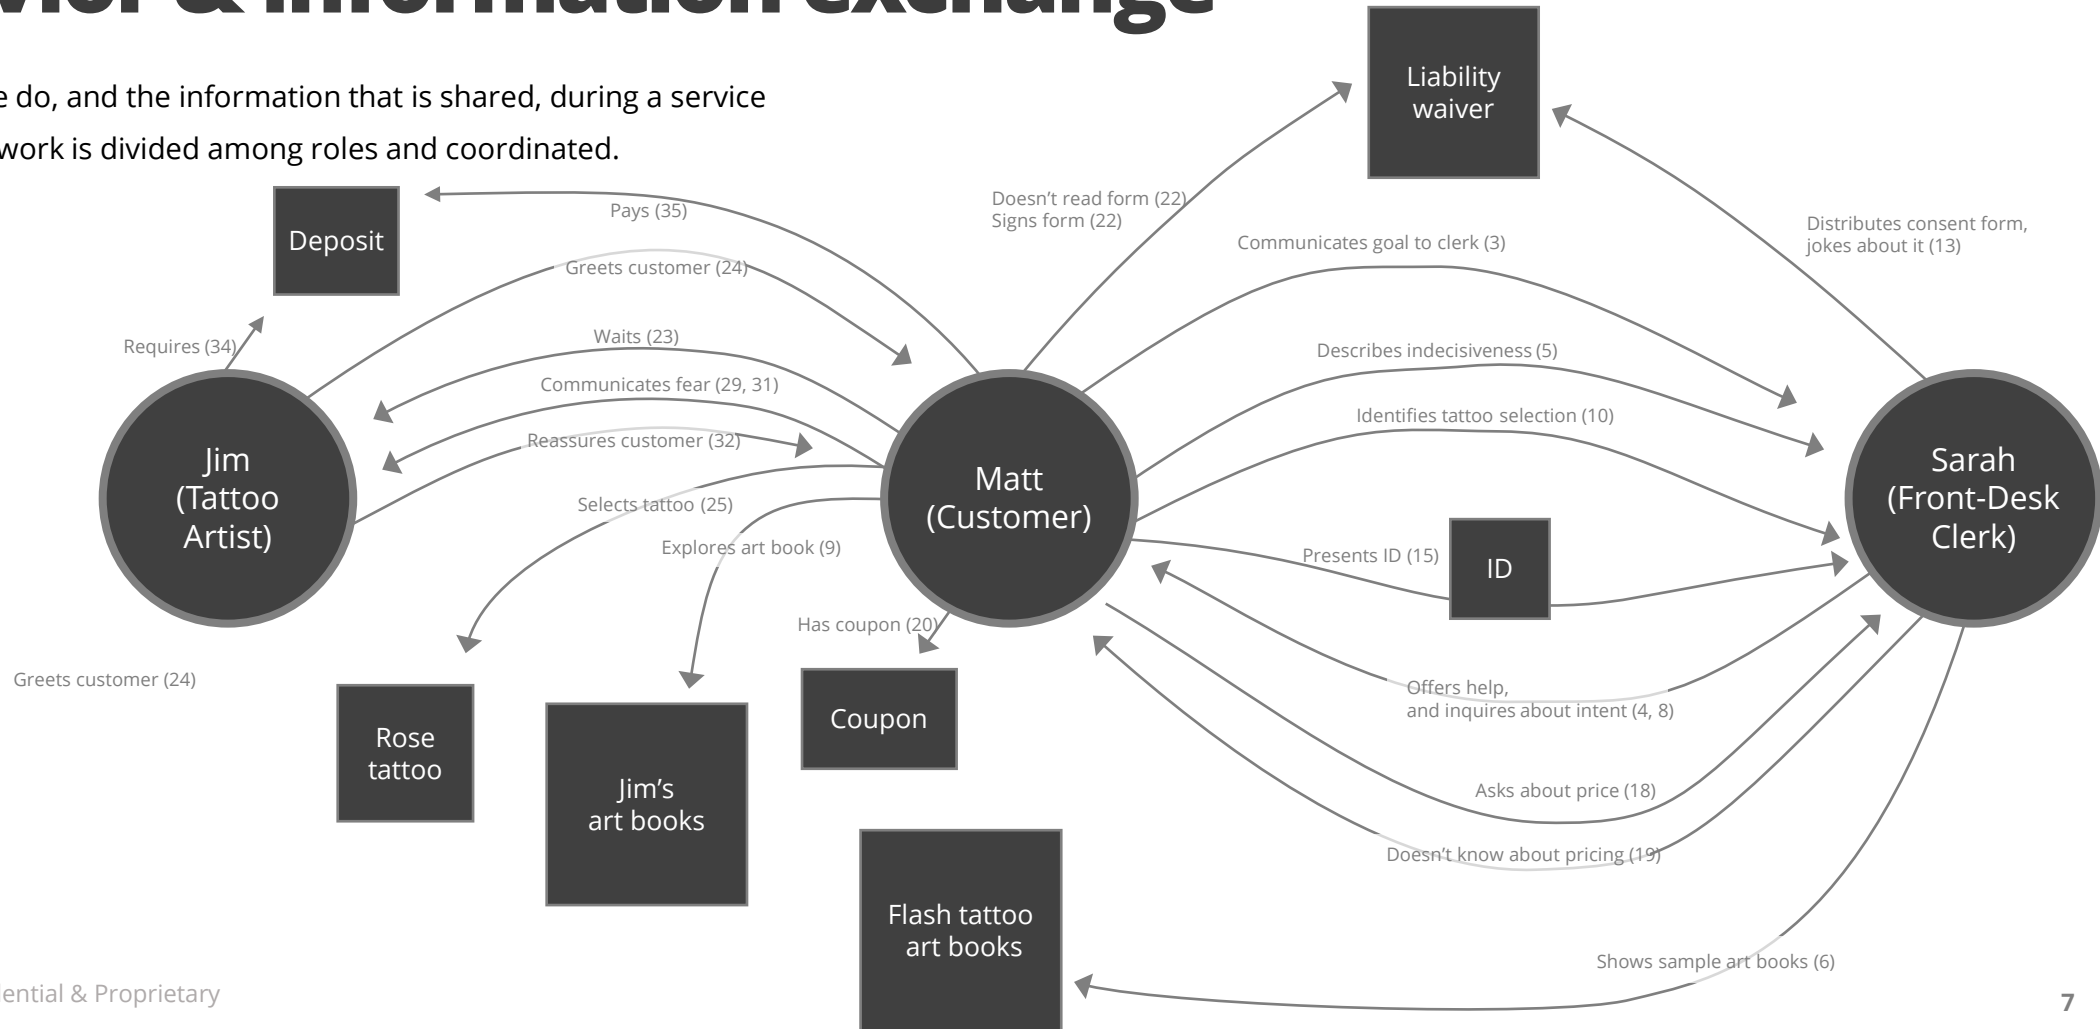 & information exchange
do, and the information that is shared, during a service
work is divided among roles and coordinated.
Liability
waiver
Deposit
Pays (35)
Doesn’t read form (22)
Signs form (22)
Distributes consent form,
jokes about it (13)
Communicates goal to clerk (3)
Greets customer (24)
Requires (34)
Waits (23)
Describes indecisiveness (5)
Communicates fear (29, 31)
Identifies tattoo selection (10)
Reassures customer (32)
Jim
(Tattoo
Artist)
Matt
(Customer)
Sarah
(Front-Desk
Clerk)
Selects tattoo (25)
Explores art book (9)
Presents ID (15)
ID
Has coupon (20)
Greets customer (24)
Offers help,
and inquires about intent (4, 8)
Rose
tattoo
Coupon
Jim’s
art books
Asks about price (18)
Doesn’t know about pricing (19)
Flash tattoo
art books
Shows sample art books (6)
& Proprietary
7